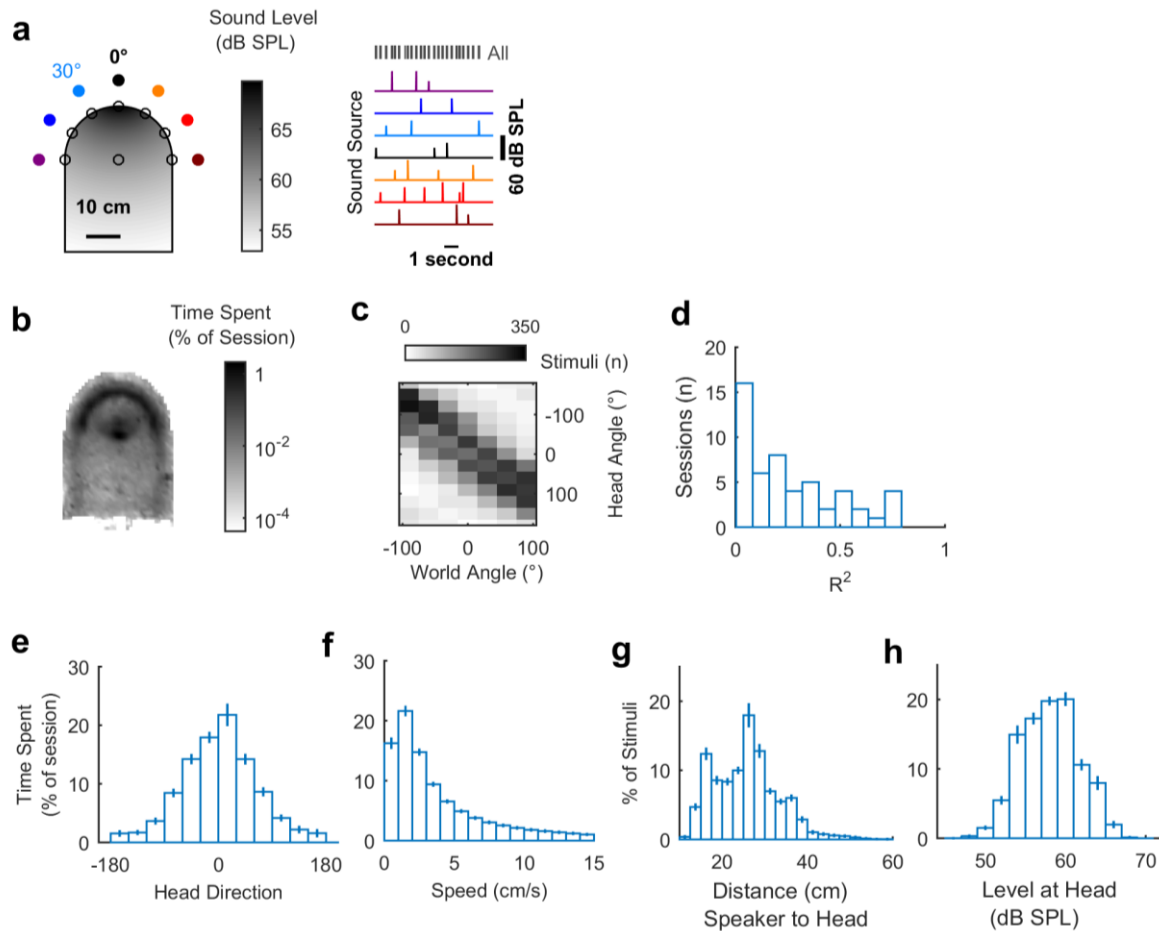 a
Sound Level
(dB SPL)
0°
30°
65
60
55
10 cm
All
Sound Source
60 dB SPL
1 second
b
Time Spent
(% of Session)
1
10-2
10-4
c
0
350
Stimuli (n)
-100
0
100
Head Angle (°)
-100
0
100
World Angle (°)
d
20
15
10
5
0
Sessions (n)
0
0.5
1
R2
e
30
20
10
0
Time Spent
(% of session)
-180
0
180
Head Direction
f
30
20
10
0
0
5
10
15
Speed (cm/s)
g
20
10
0
% of Stimuli
20
40
60
Distance (cm)
Speaker to Head
h
20
10
0
50
60
70
Level at Head
(dB SPL)